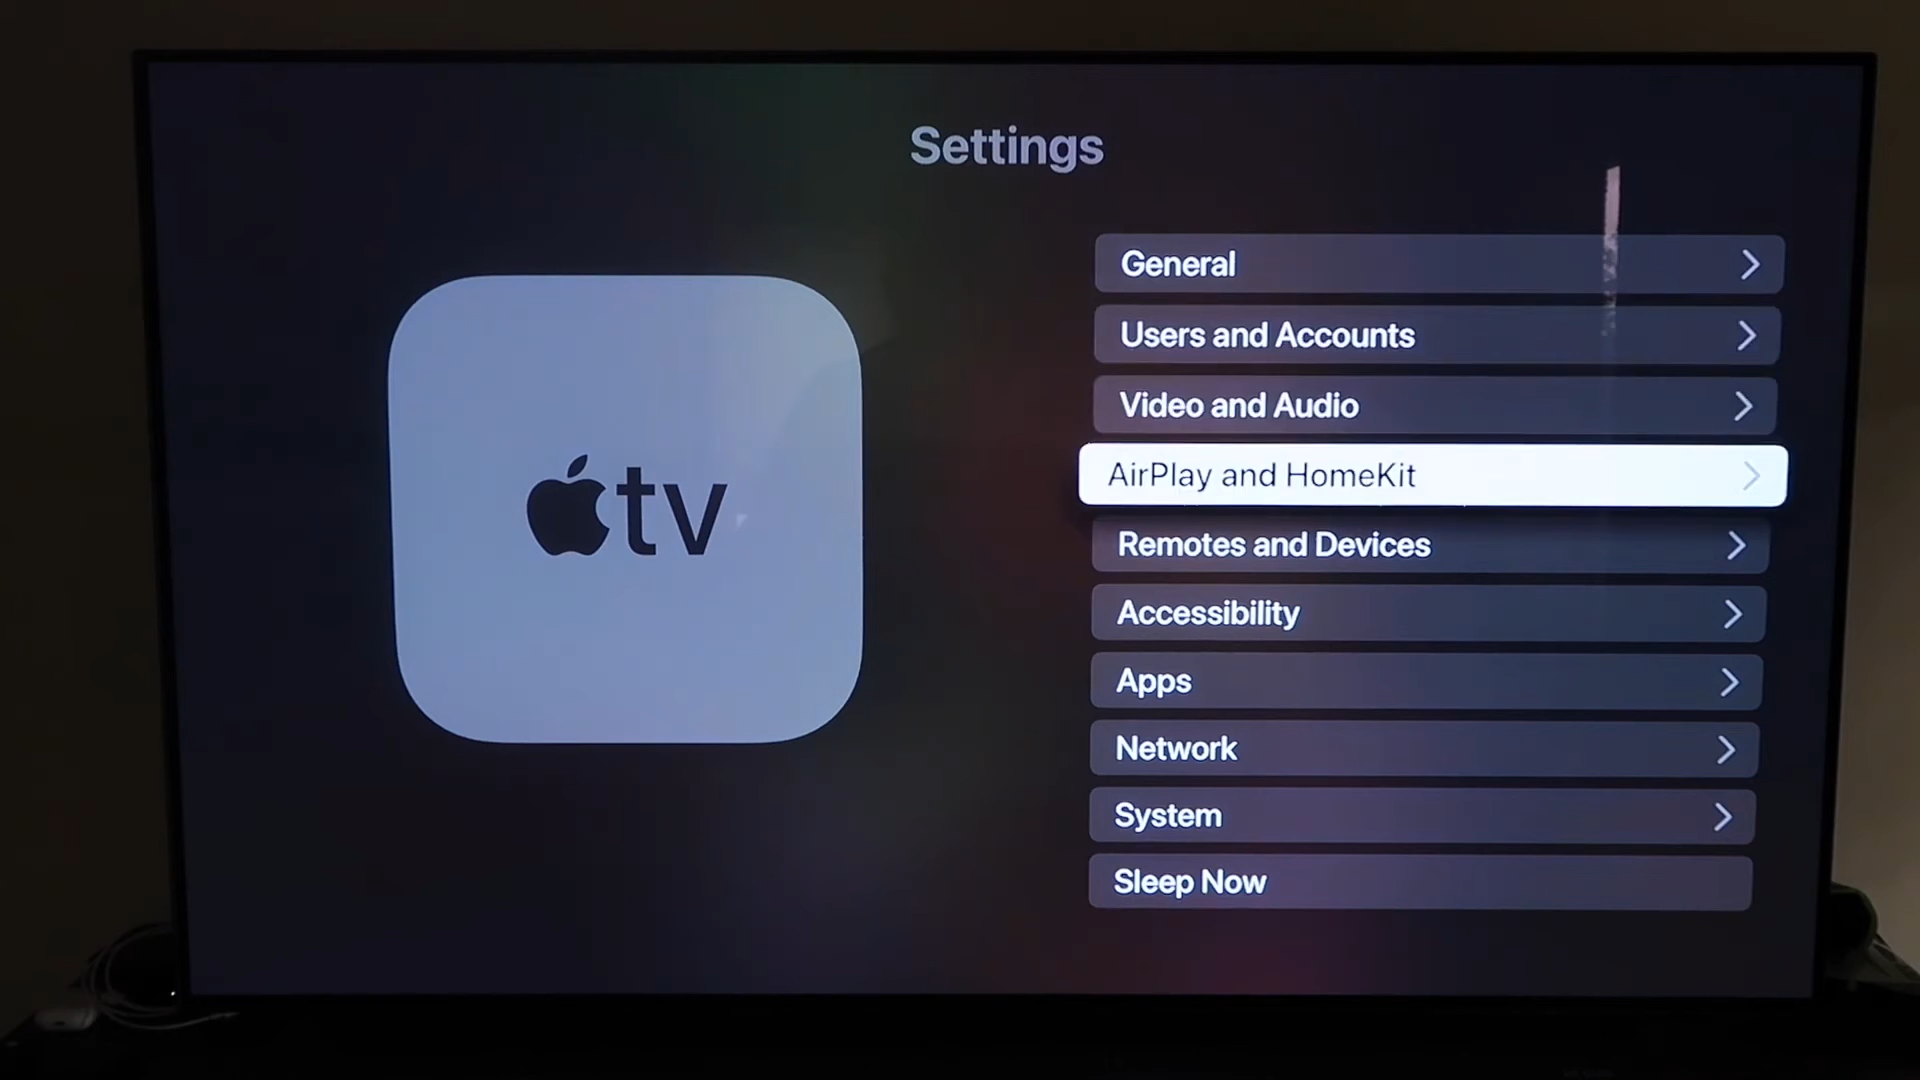 Settings
tv
General
Users and Accounts
Video and Audio
AirPlay and HomeKit
Remotes and Devices
Accessibility
Apps
Network
System
Sleep Now